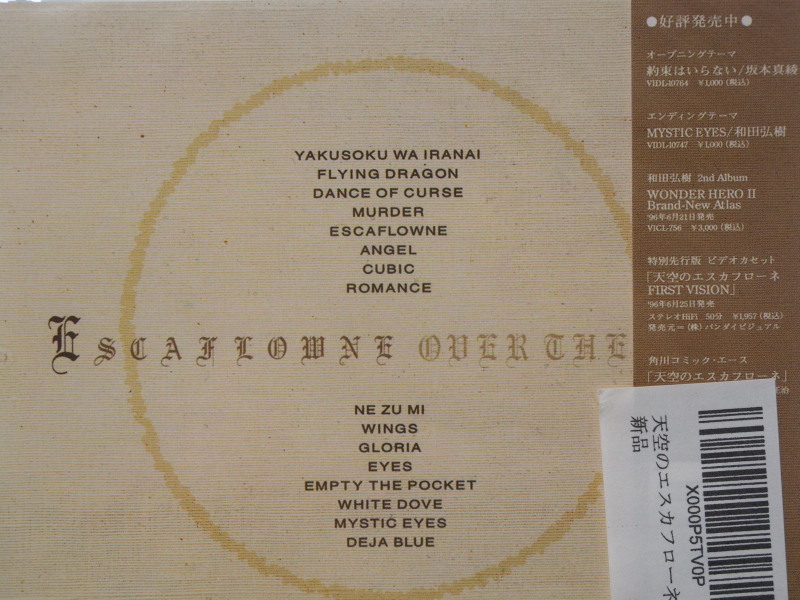 YAKUSOKU WA IRANAI
FLYING DRAGON
DANCE OF CURSE
MURDER
ESCAFLOWNE
ANGEL
CUBIC
ROMANCE
ESCAFLOWNE OVER THE
NE ZU MI
WINGS
GLORIA
EYES
EMPTY THE POCKET
WHITE DOVE
MYSTIC EYES
DEJA BLUE
●好評発売中●
オープニングテーマ
約束はいらない/坂本真綾
VIDL-10764 ¥1,000（税込）
エンディングテーマ
MYSTIC EYES/和田弘樹
VIDL-10747 ¥1,000（税込）
和田弘樹 2nd Album
WONDER HERO II
Brand-New Atlas
'96年6月21日発売
VICL-756 ¥3,000（税込）
特別先行版 ビデオカセット
「天空のエスカフローネ
FIRST VISION」
'96年6月25日発売
ステレオHiFi 50分 ¥1,957（税込）
発売元＝（株）バンダイビジュアル
角川コミック・エース
「天空のエスカフローネ」
X000P5TV0P
天空のエスカフローネ
新品